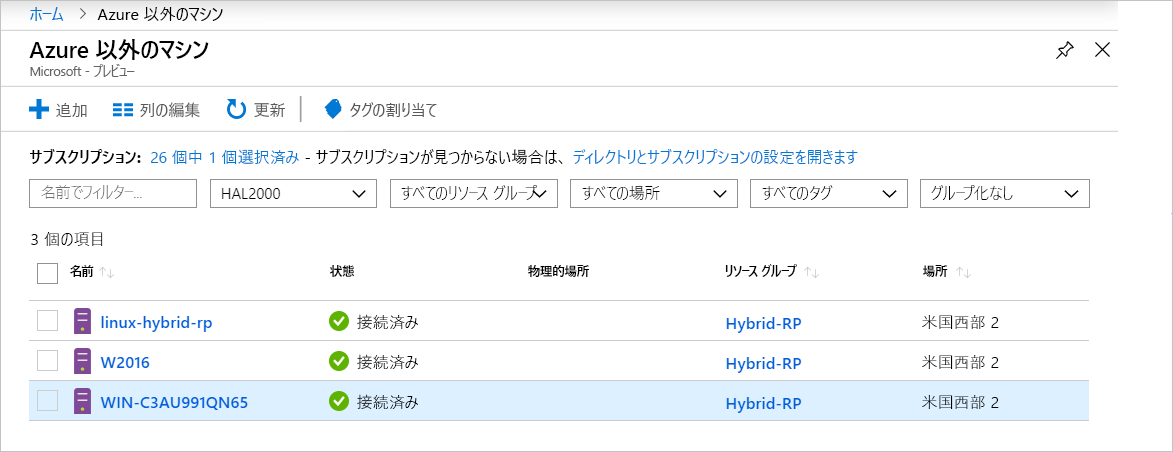 ホーム > Azure 以外のマシン
Azure 以外のマシン
Microsoft - プレビュー
追加 列の編集 更新 タグの割り当て
サブスクリプション: 26 個中 1 個選択済み - サブスクリプションが見つからない場合は、ディレクトリとサブスクリプションの設定を開きます
名前でフィルター... HAL2000 すべてのリソース グループ すべての場所 すべてのタグ グループ化なし
3 個の項目
名前 ↑↓ 状態 物理的場所 リソース グループ ↑↓ 場所 ↑↓
linux-hybrid-rp 接続済み Hybrid-RP 米国西部 2
W2016 接続済み Hybrid-RP 米国西部 2
WIN-C3AU991QN65 接続済み Hybrid-RP 米国西部 2